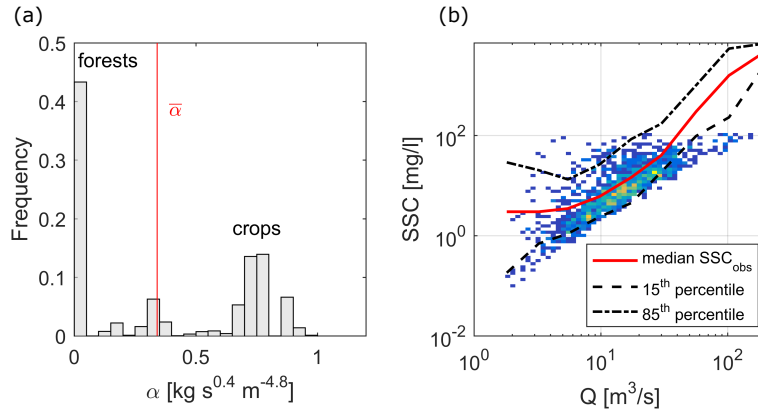 (a)
(b)
forests
α̅
crops
Frequency
0.5
0.4
0.3
0.2
0.1
0
0
0.5
1
α [kg s^0.4 m^-4.8]
SSC [mg/l]
10^2
10^0
10^-2
median SSC_obs
15^th percentile
85^th percentile
10^0
10^1
10^2
Q [m^3/s]